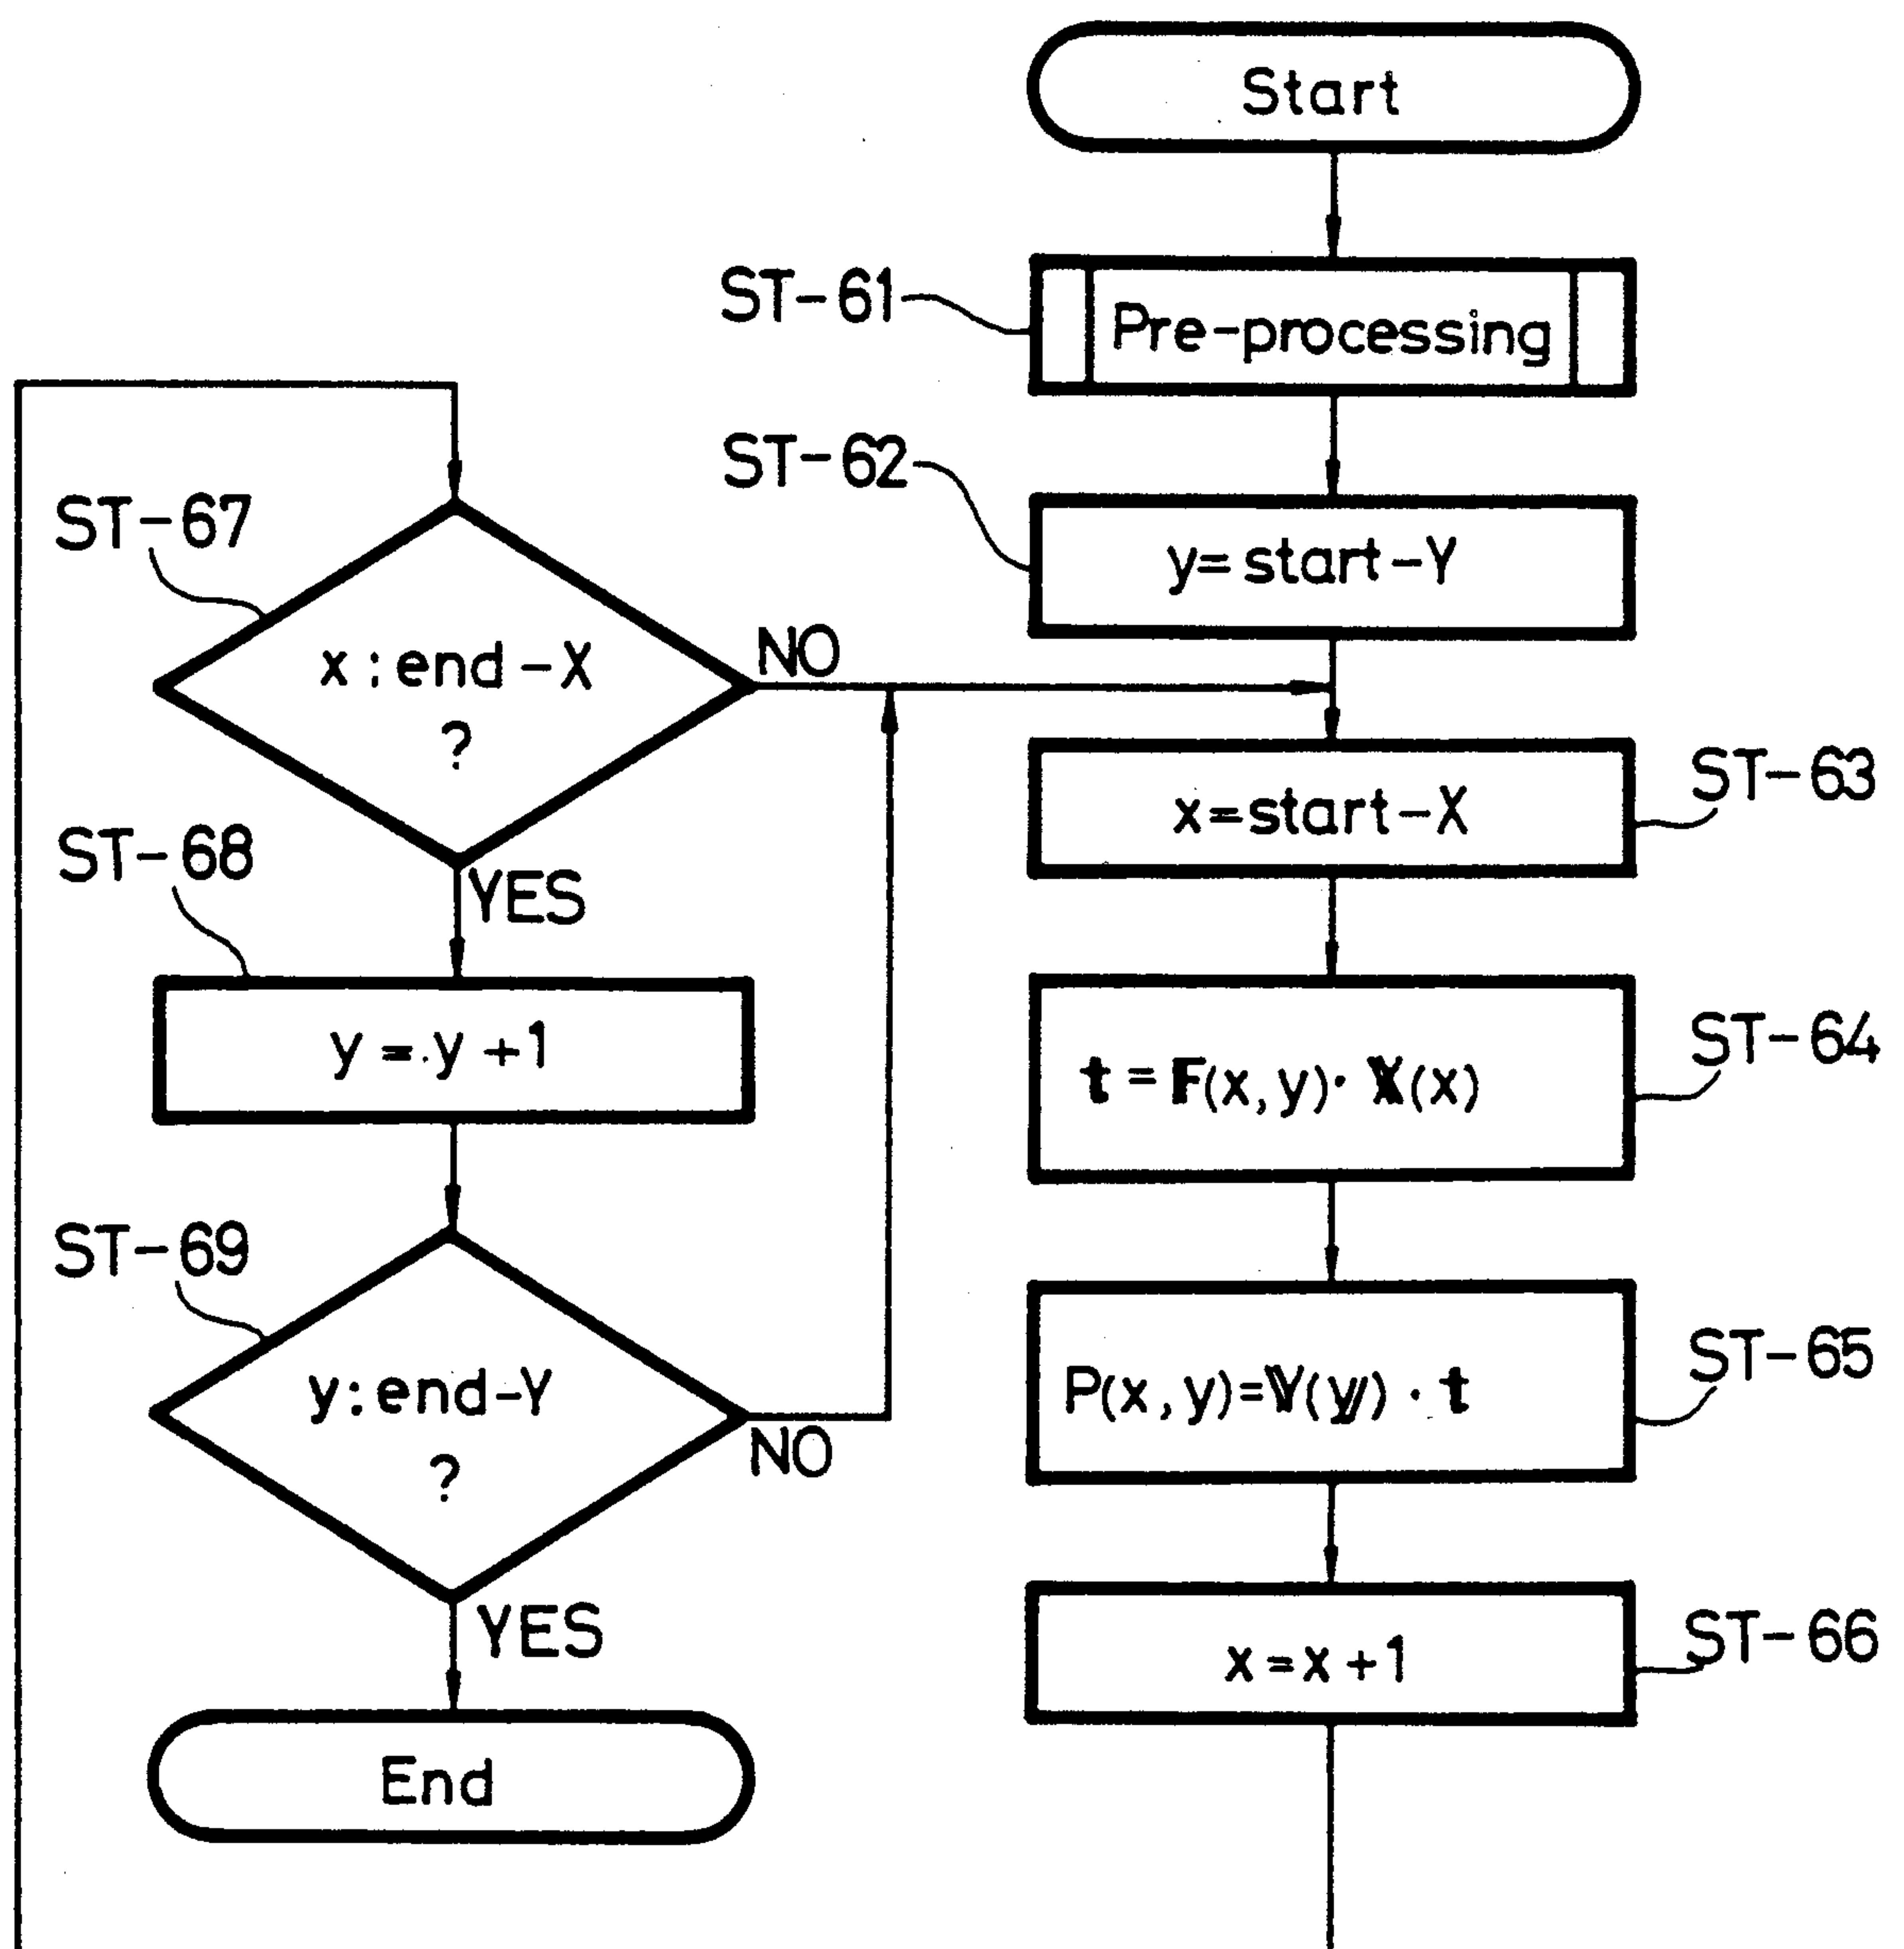 Start
ST-61
Pre-processing
ST-62
y=start-Y
ST-63
x=start-X
ST-64
t=F(x,y)·X(x)
ST-65
P(x,y)=Y(y)·t
ST-66
x=x+1
ST-67
x:end-X
?
NO
YES
ST-68
y=y+1
ST-69
y:end-Y
?
NO
YES
End